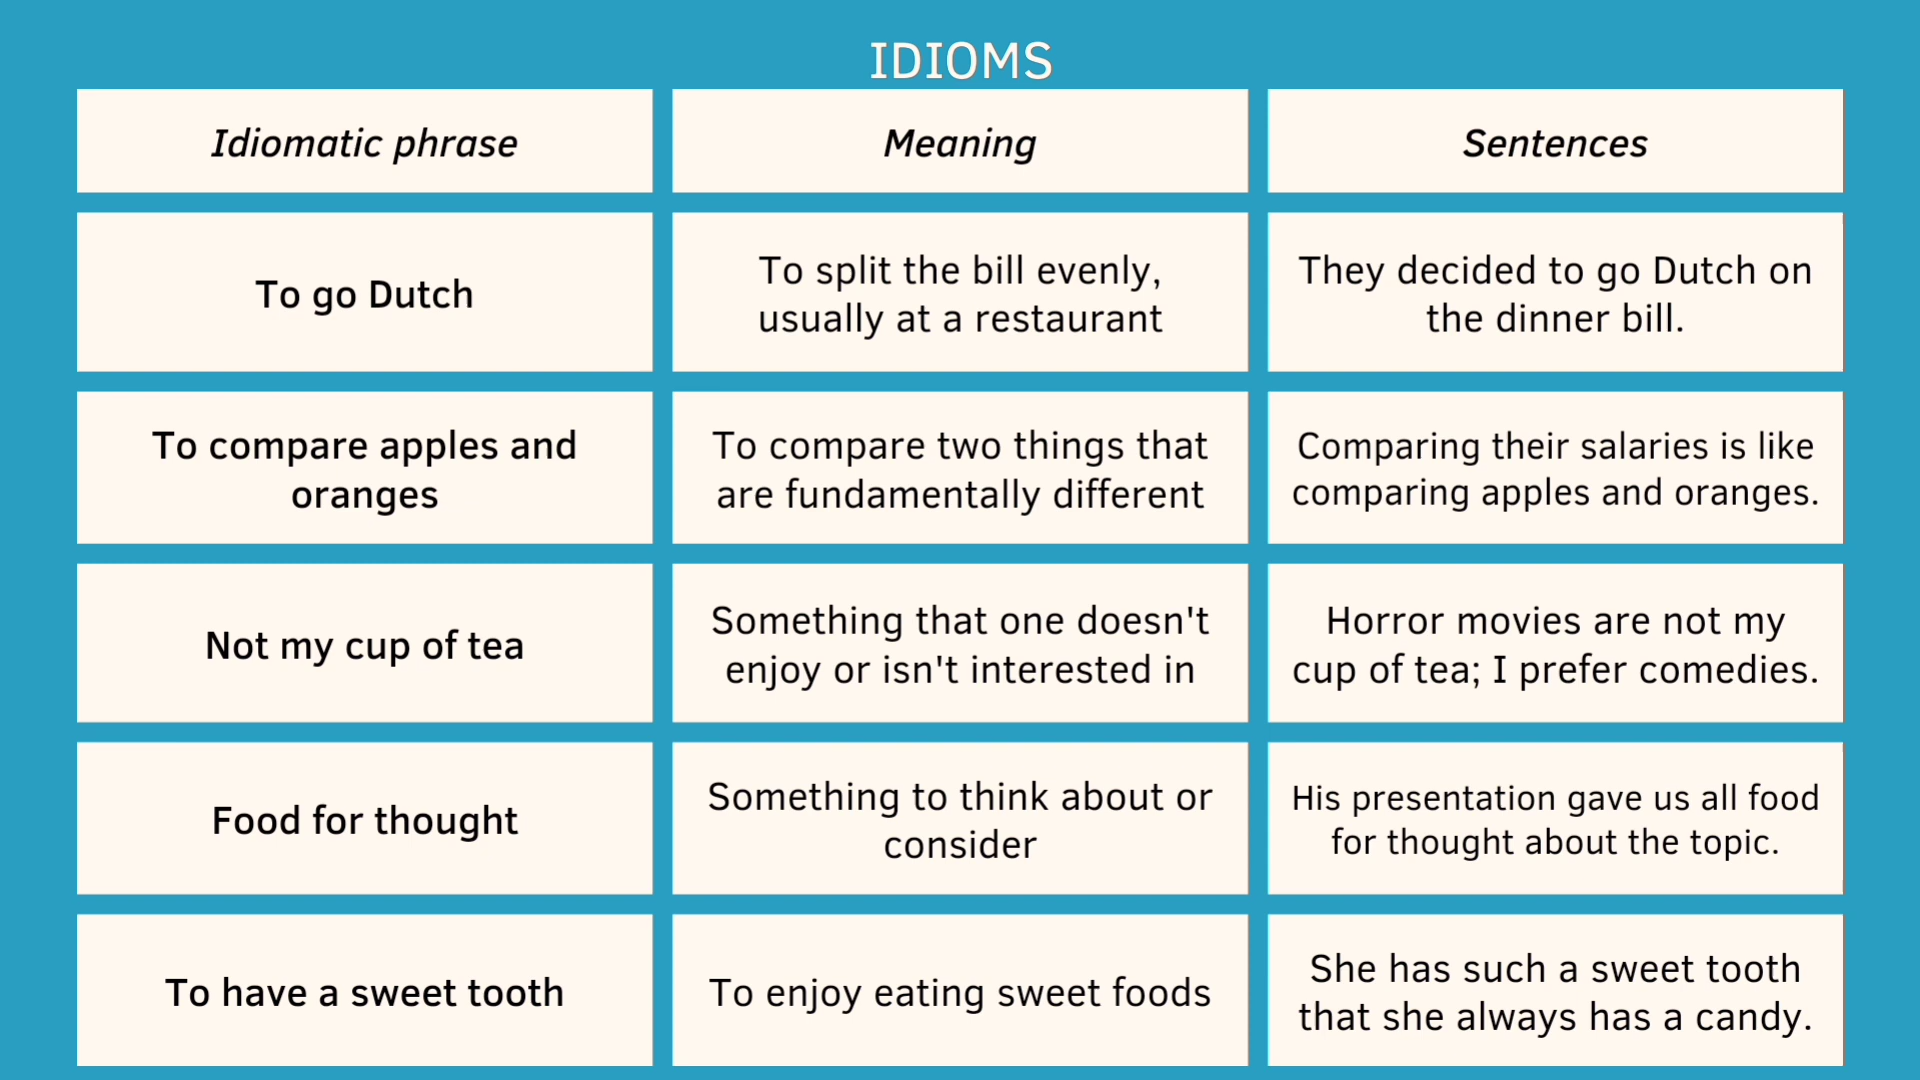 IDIOMS
Idiomatic phrase
Meaning
Sentences
To go Dutch
To split the bill evenly,
usually at a restaurant
They decided to go Dutch on
the dinner bill.
To compare apples and
oranges
To compare two things that
are fundamentally different
Comparing their salaries is like
comparing apples and oranges.
Not my cup of tea
Something that one doesn't
enjoy or isn't interested in
Horror movies are not my
cup of tea; I prefer comedies.
Food for thought
Something to think about or
consider
His presentation gave us all food
for thought about the topic.
To have a sweet tooth
To enjoy eating sweet foods
She has such a sweet tooth
that she always has a candy.